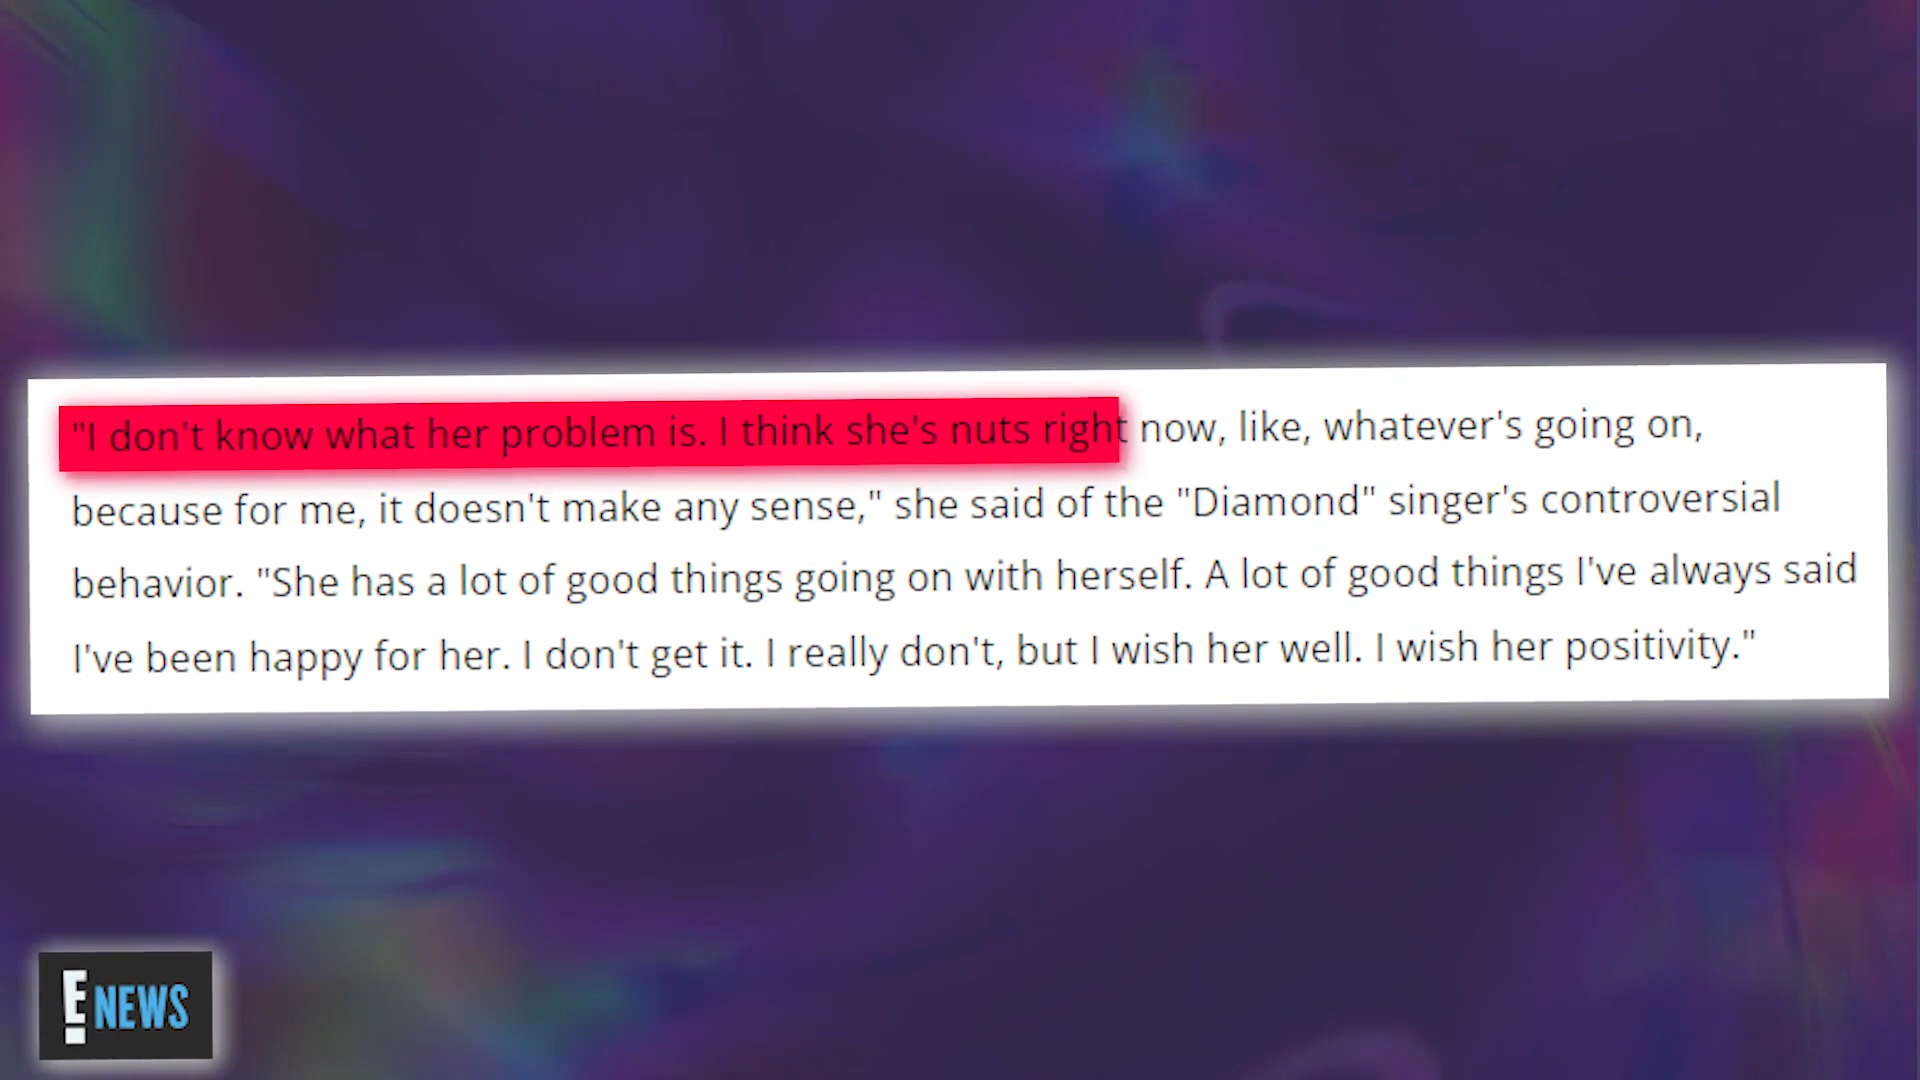 "I don't know what her problem is. I think she's nuts right now, like, whatever's going on,
because for me, it doesn't make any sense," she said of the "Diamond" singer's controversial
behavior. "She has a lot of good things going on with herself. A lot of good things I've always said
I've been happy for her. I don't get it. I really don't, but I wish her well. I wish her positivity."
E! NEWS